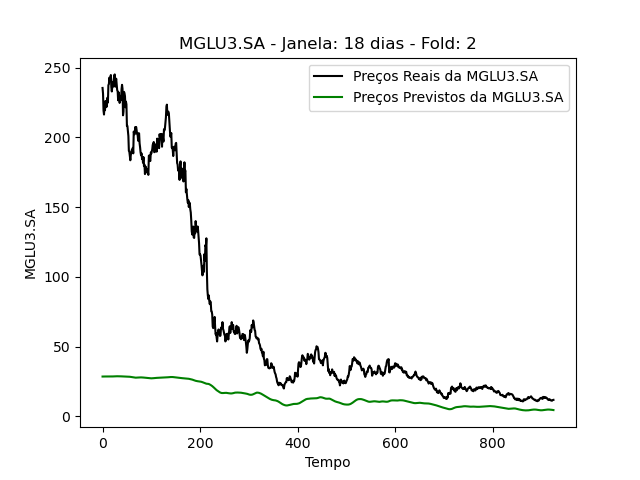 MGLU3.SA - Janela: 18 dias - Fold: 2
Preços Reais da MGLU3.SA
Preços Previstos da MGLU3.SA
MGLU3.SA
250
200
150
100
50
0
0 200 400 600 800
Tempo